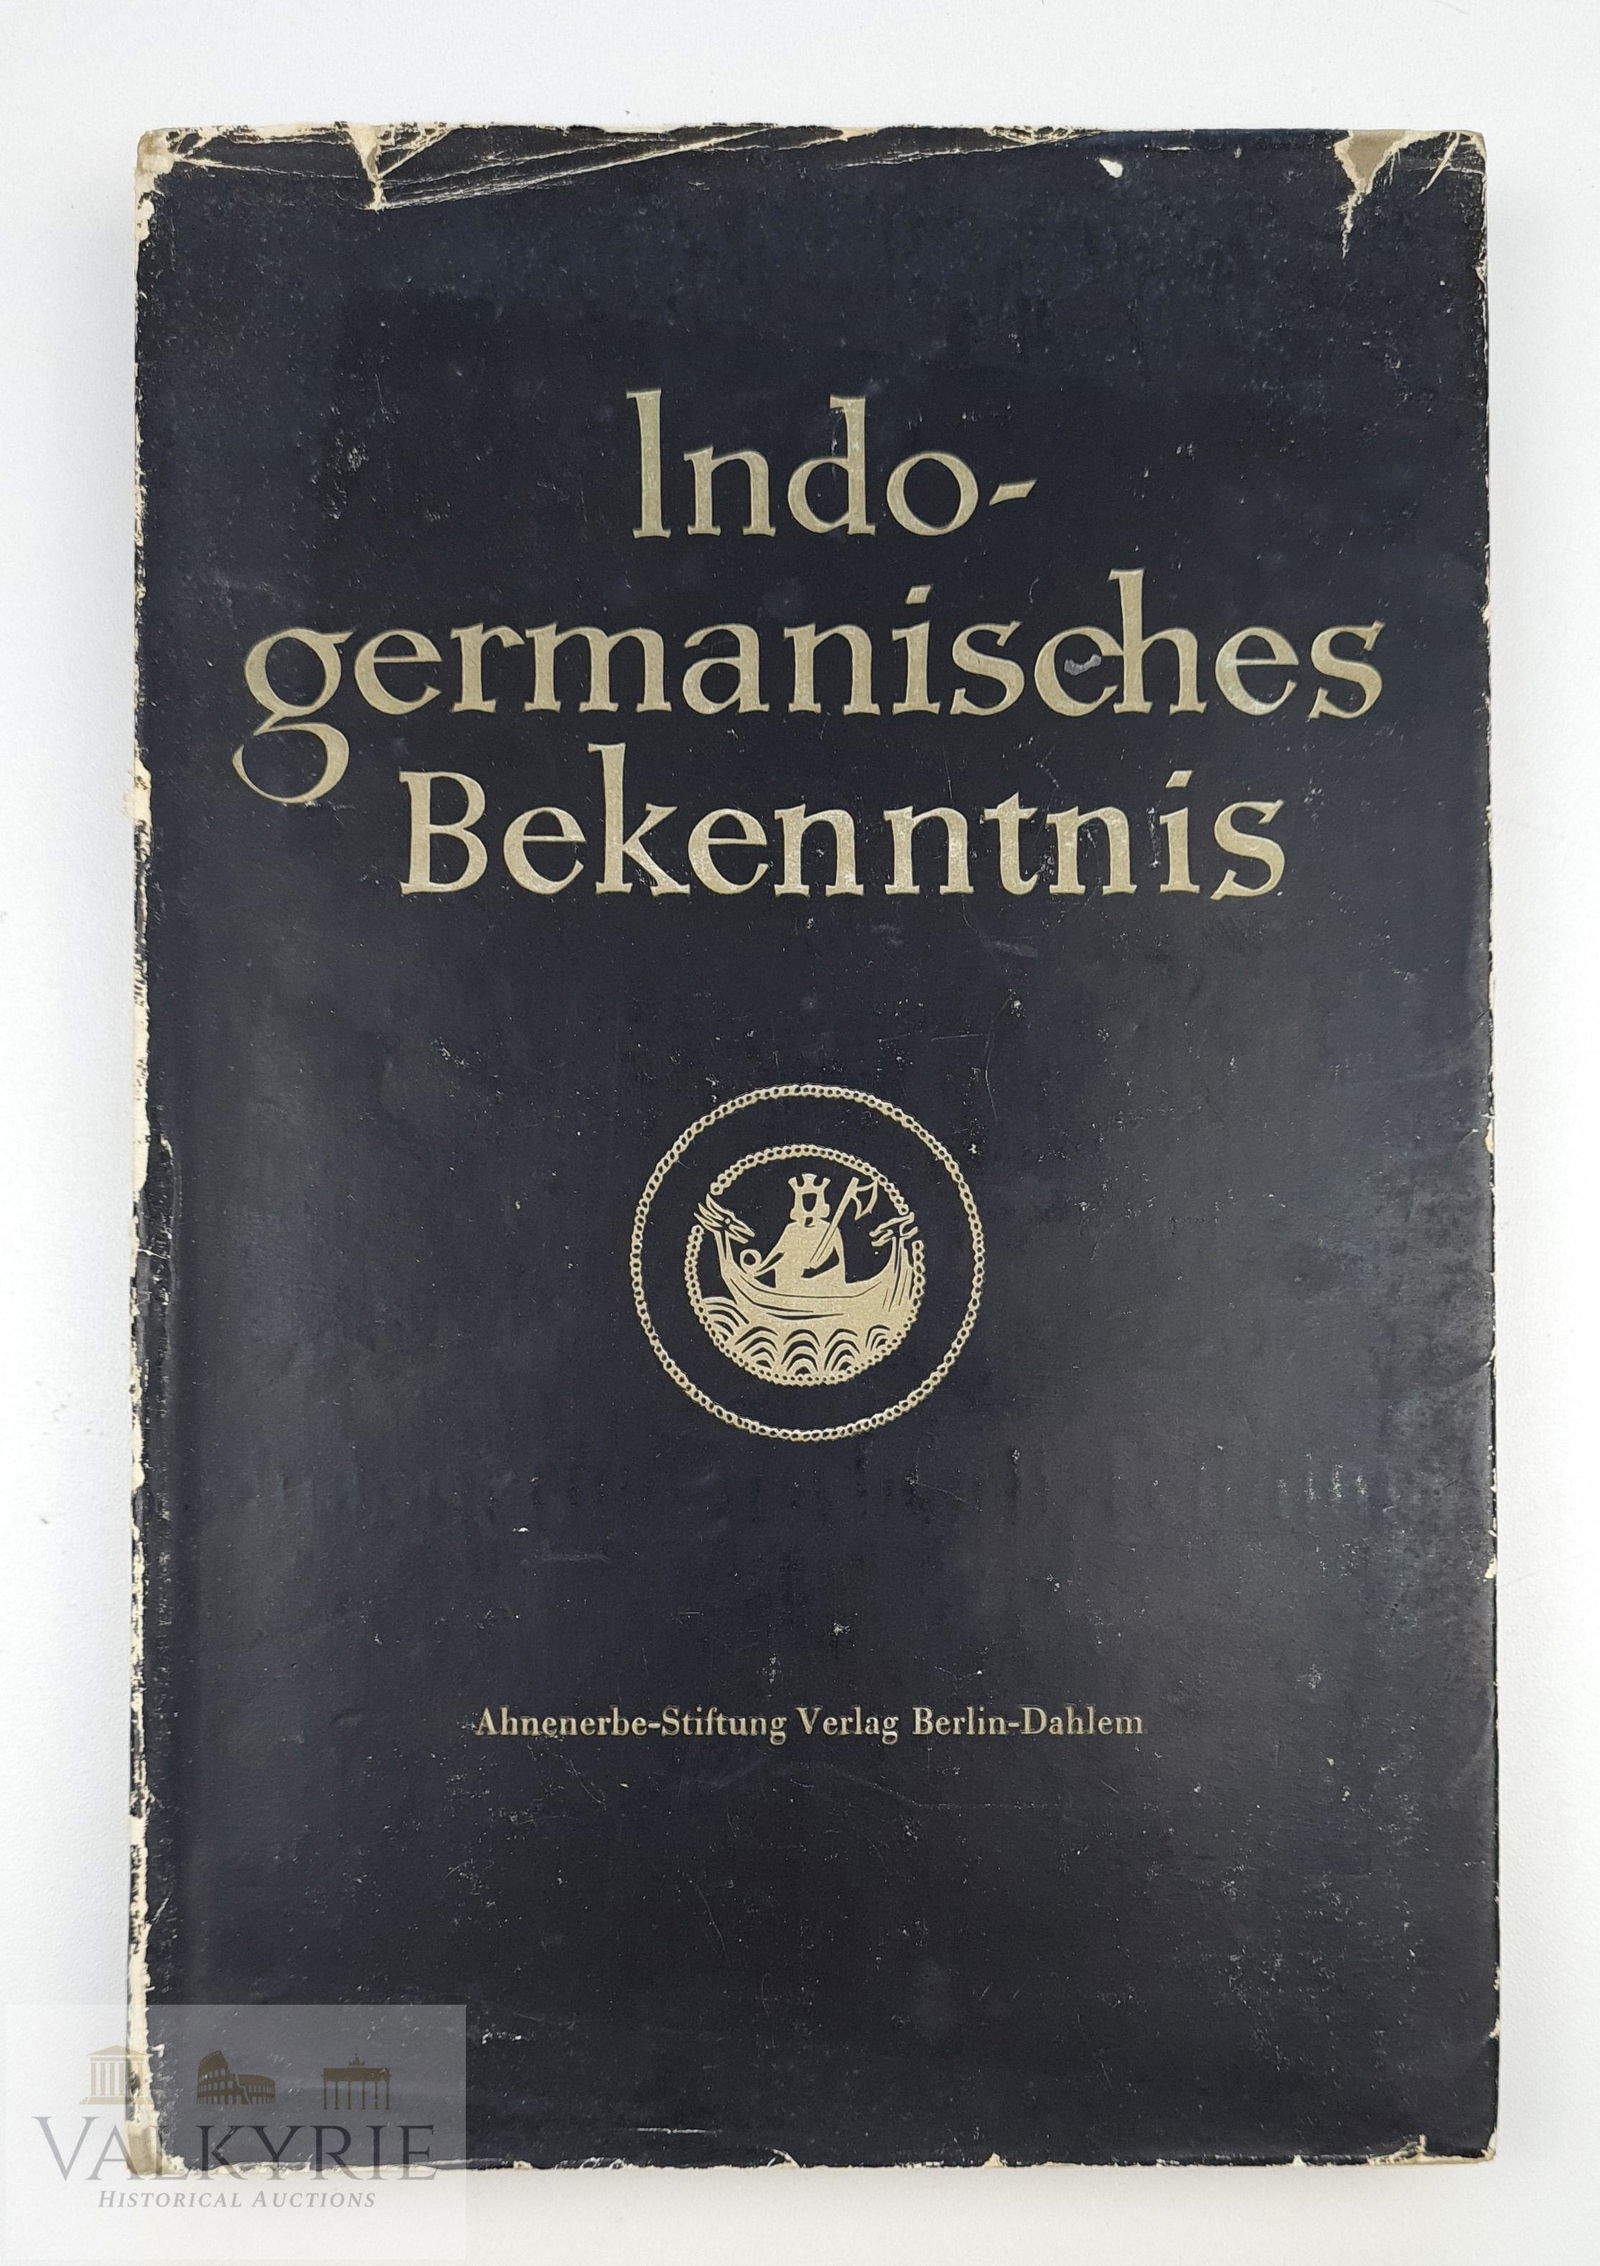 Indo-
germanisches
Bekenntnis
Ahnenerbe-Stiftung Verlag Berlin-Dahlem
VALKYRIE
HISTORICAL AUCTIONS